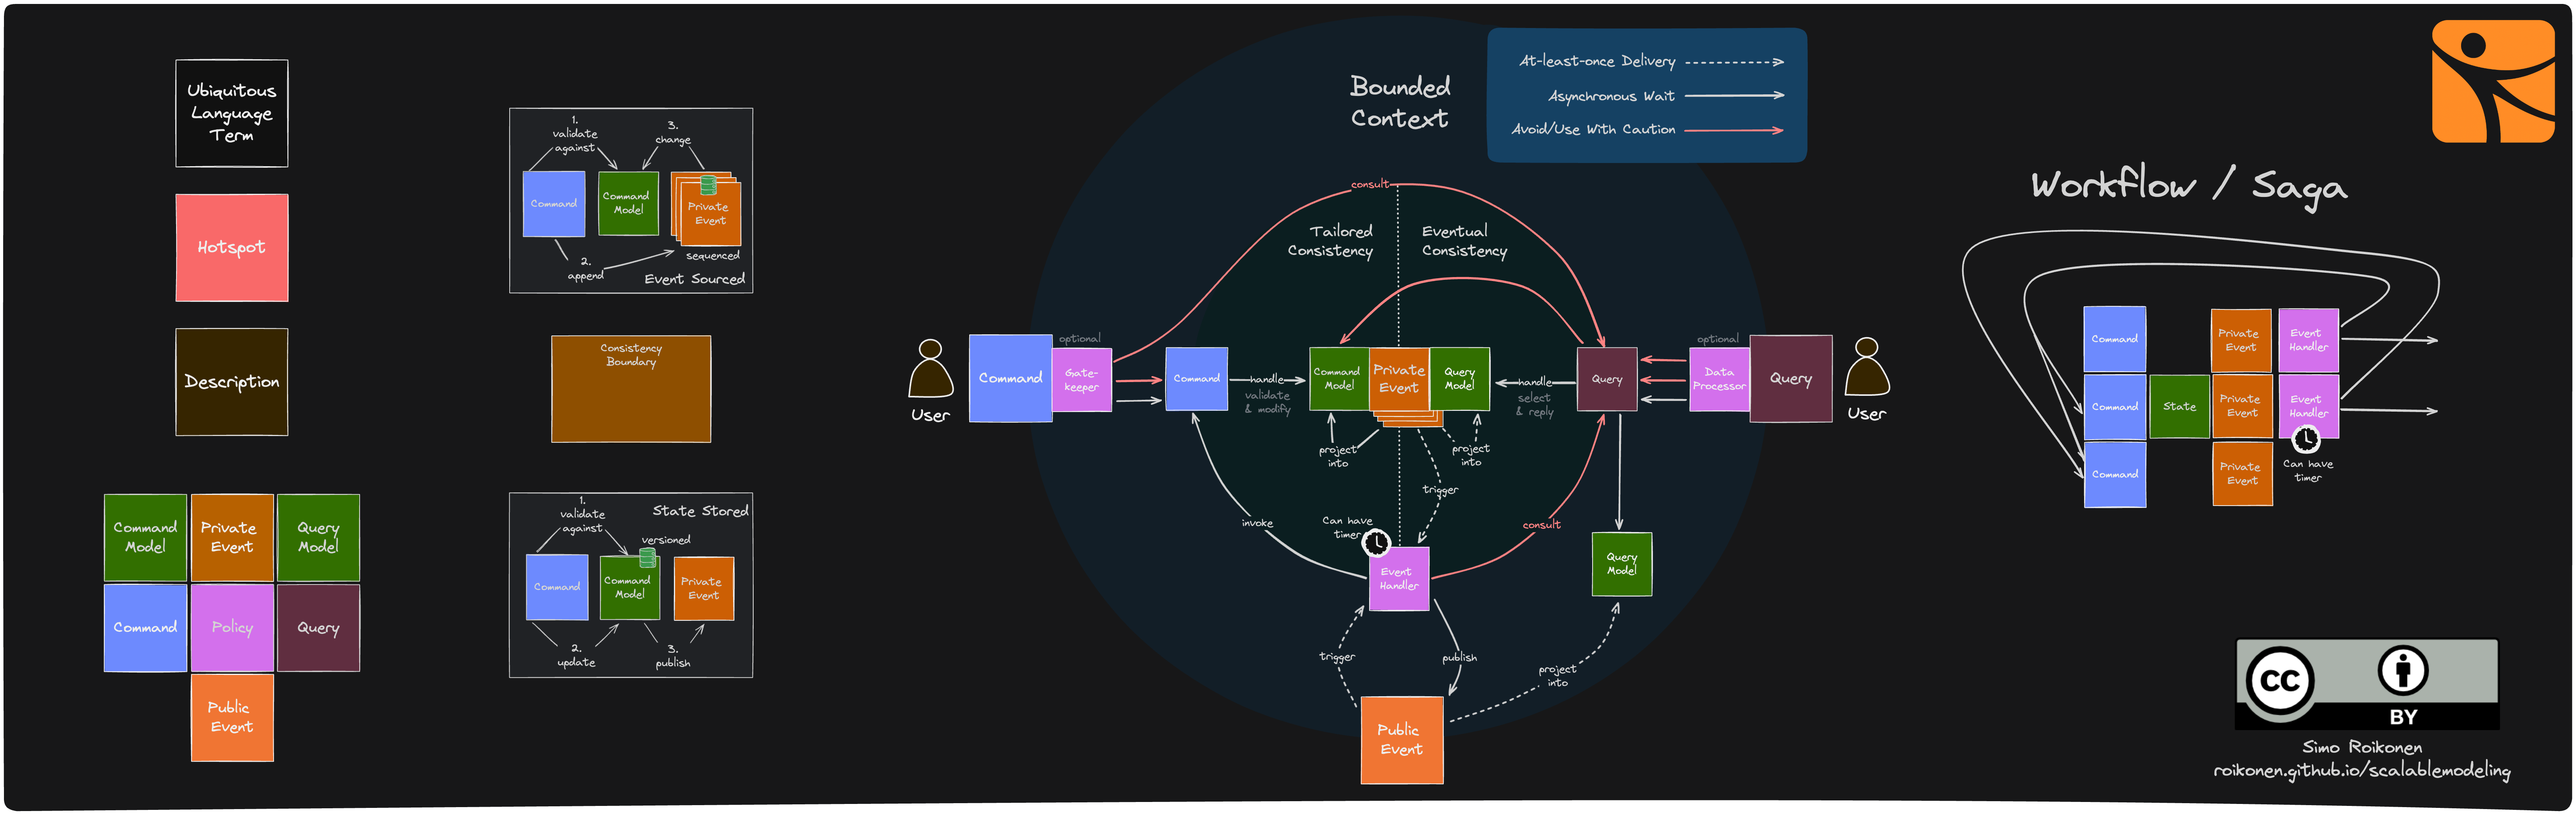 Ubiquitous
Language
Term
Hotspot
Description
Command
Model
Private
Event
Query
Model
Command
Policy
Query
Public
Event
1.
validate
against
3.
change
Command
Command
Model
Private
Event
sequenced
2.
append
Event Sourced
Consistency
Boundary
1.
validate
against
State Stored
versioned
Command
Command
Model
Private
Event
2.
update
3.
publish
Bounded
Context
At-least-once Delivery
Asynchronous Wait
Avoid/Use With Caution
consult
Tailored
Consistency
Eventual
Consistency
User
Command
optional
Gate-
keeper
Command
handle
validate
& modify
Command
Model
Private
Event
Query
Model
handle
select
& reply
Query
optional
Data
Processor
Query
User
project
into
project
into
trigger
invoke
Can have
timer
consult
Event
Handler
Query
Model
trigger
publish
project
into
Public
Event
Workflow / Saga
Command
Private
Event
Event
Handler
Command
State
Private
Event
Event
Handler
Command
Private
Event
Can have
timer
CC
BY
Simo Roikonen
roikonen.github.io/scalablemodeling